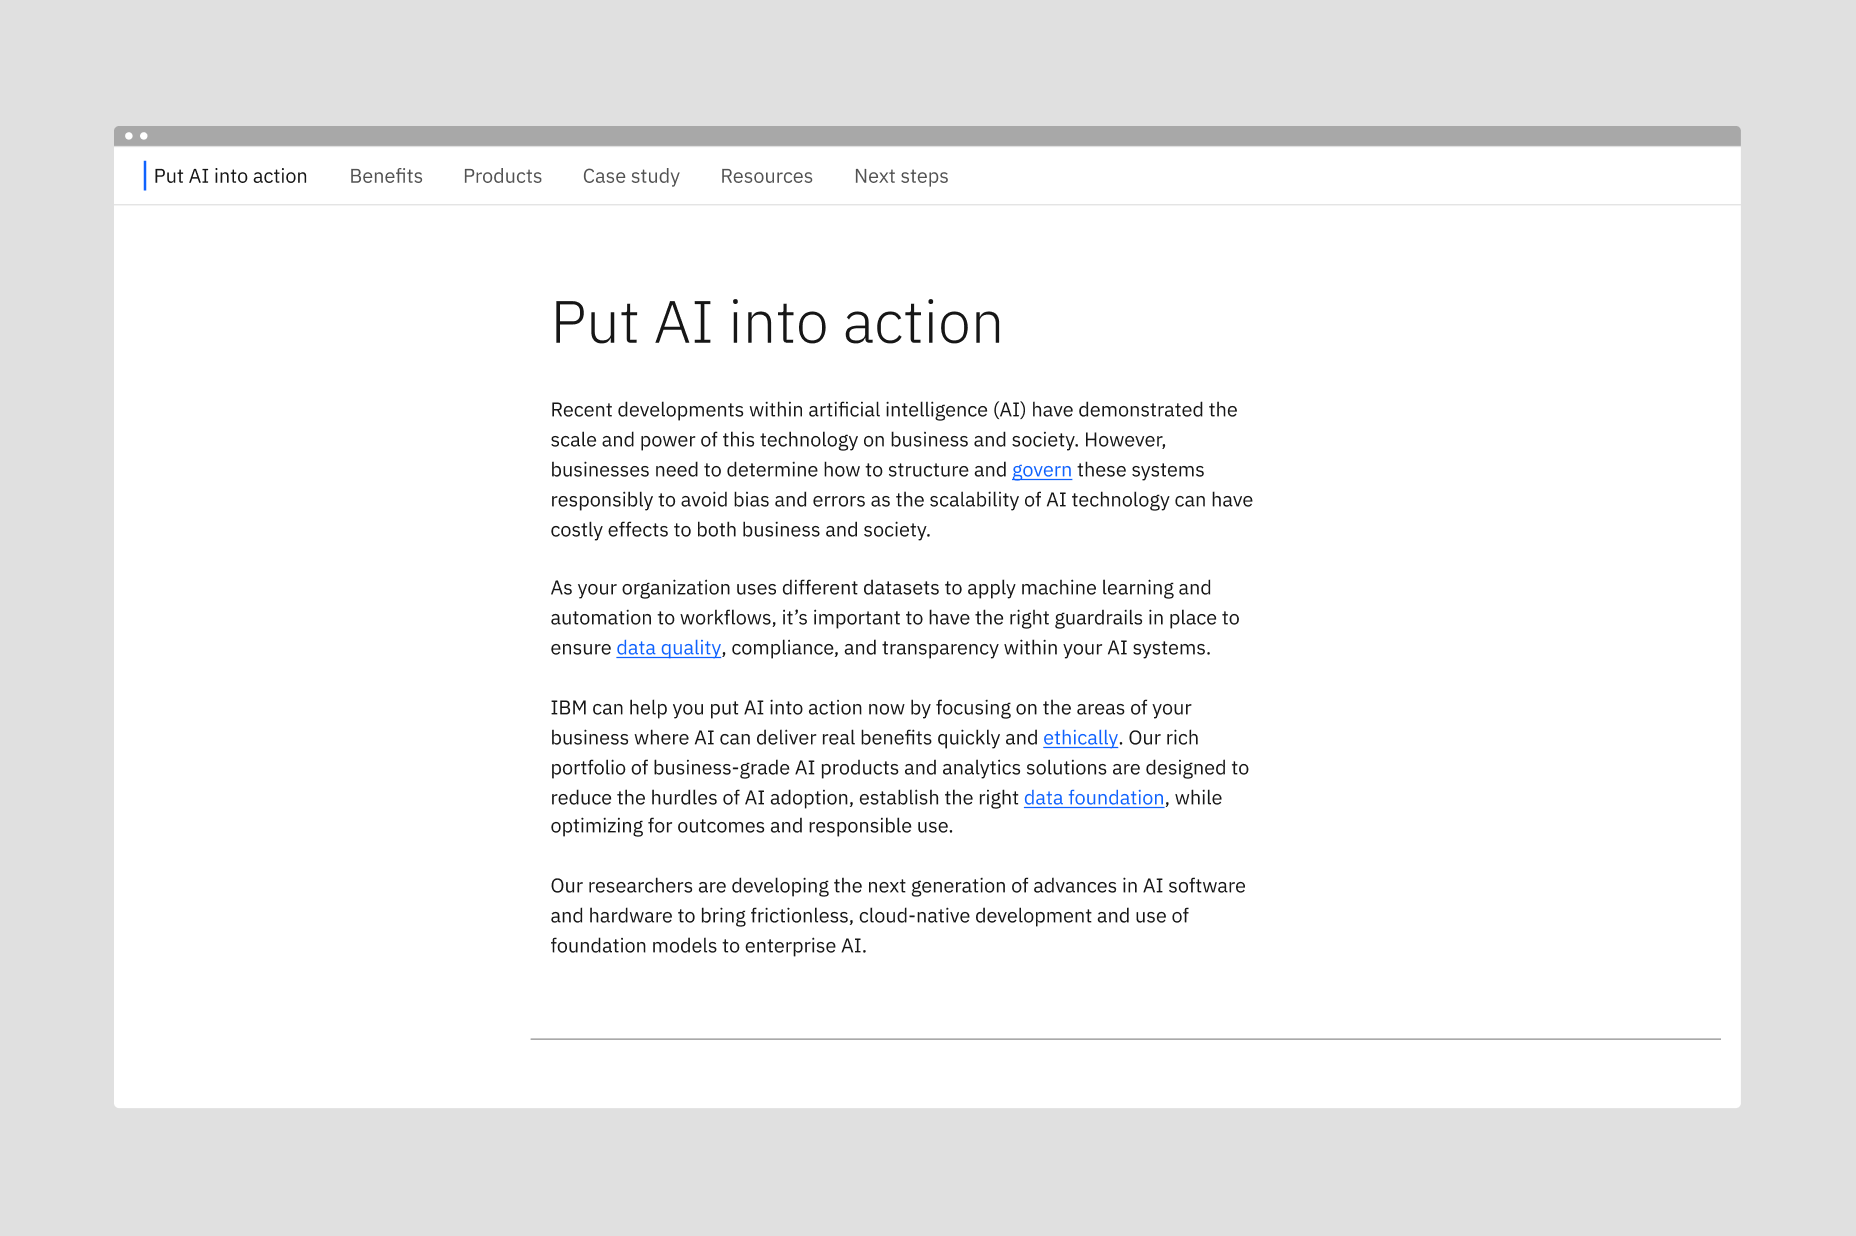 Put AI into action Benefits Products Case study Resources Next steps
Put AI into action
Recent developments within artificial intelligence (AI) have demonstrated the
scale and power of this technology on business and society. However,
businesses need to determine how to structure and govern these systems
responsibly to avoid bias and errors as the scalability of AI technology can have
costly effects to both business and society.
As your organization uses different datasets to apply machine learning and
automation to workflows, it’s important to have the right guardrails in place to
ensure data quality, compliance, and transparency within your AI systems.
IBM can help you put AI into action now by focusing on the areas of your
business where AI can deliver real benefits quickly and ethically. Our rich
portfolio of business-grade AI products and analytics solutions are designed to
reduce the hurdles of AI adoption, establish the right data foundation, while
optimizing for outcomes and responsible use.
Our researchers are developing the next generation of advances in AI software
and hardware to bring frictionless, cloud-native development and use of
foundation models to enterprise AI.